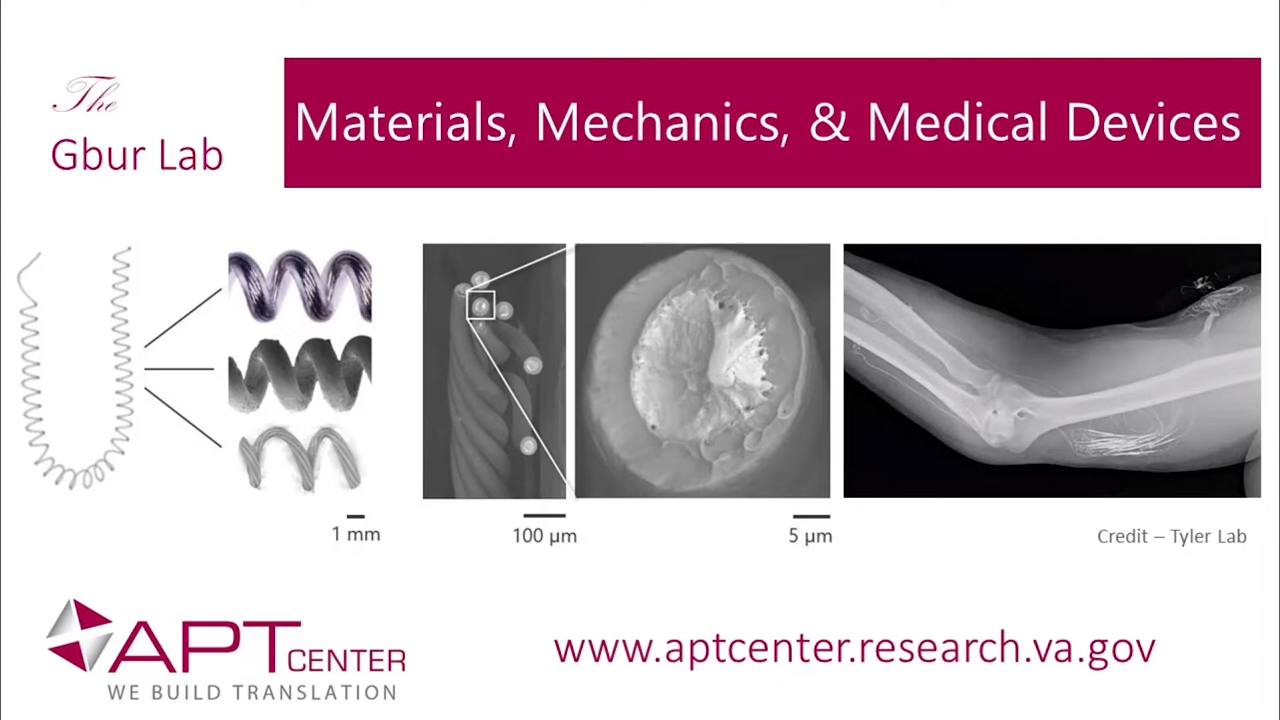 The
Gbur Lab
Materials, Mechanics, & Medical Devices
1 mm
100 µm
5 µm
Credit – Tyler Lab
APT CENTER
WE BUILD TRANSLATION
www.aptcenter.research.va.gov